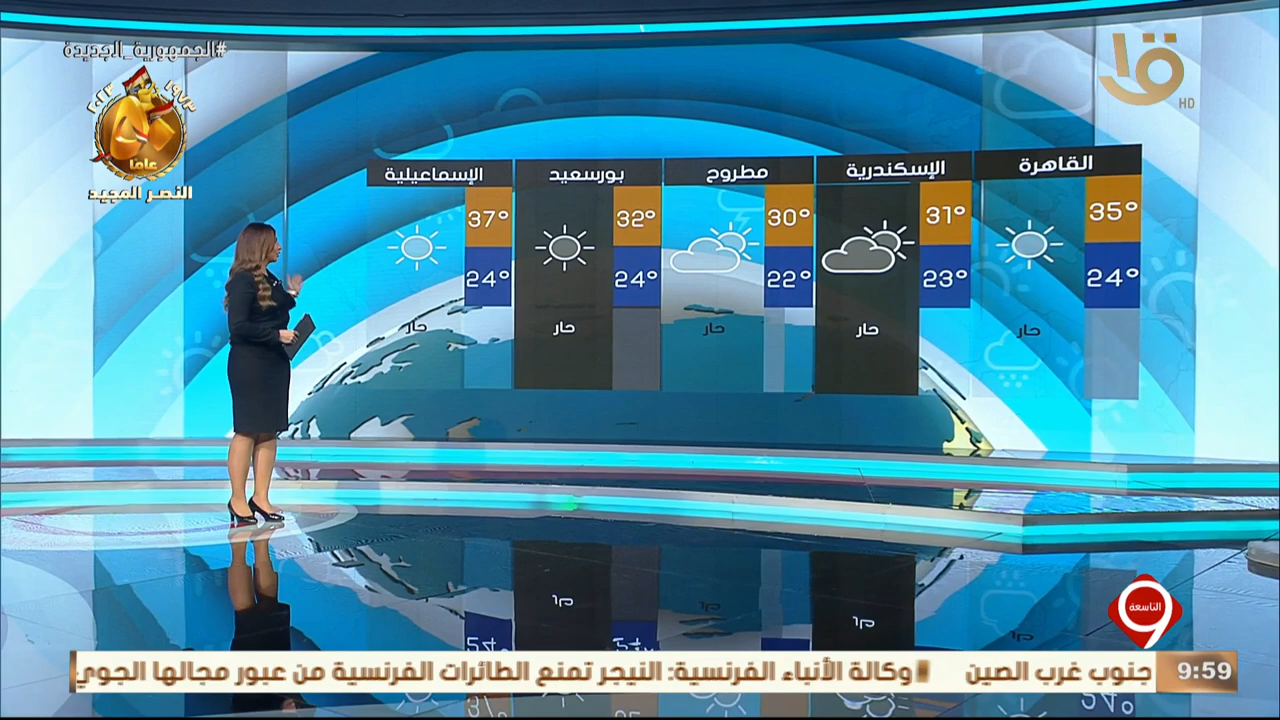 #الجمهورية_الجديدة
١٩٧٣
٢٠٢٣
عاما
النصر المجيد
HD
القاهرة
35°
24°
حار
الإسكندرية
31°
23°
حار
مطروح
30°
22°
حار
بورسعيد
32°
24°
حار
الإسماعيلية
37°
24°
حار
التاسعة
9
9:59
جنوب غرب الصين
وكالة الأنباء الفرنسية: النيجر تمنع الطائرات الفرنسية من عبور مجالها الجوي